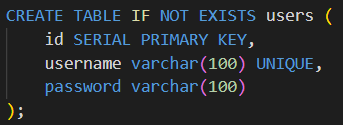 CREATE TABLE IF NOT EXISTS users (
    id SERIAL PRIMARY KEY,
    username varchar(100) UNIQUE,
    password varchar(100)
);